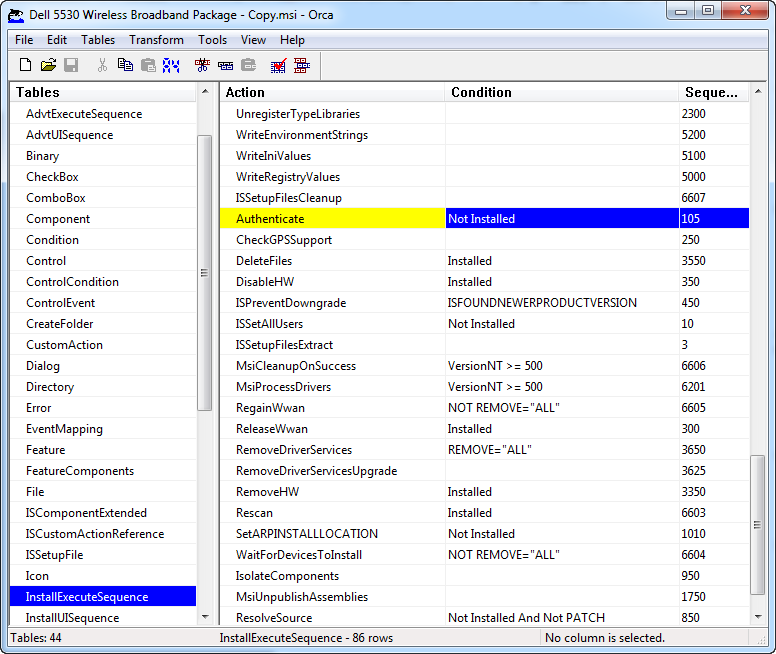 Dell 5530 Wireless Broadband Package - Copy.msi - Orca
File Edit Tables Transform Tools View Help
Tables Action Condition Seque...
AdvtExecuteSequence UnregisterTypeLibraries 2300
AdvtUISequence WriteEnvironmentStrings 5200
Binary WriteIniValues 5100
CheckBox WriteRegistryValues 5000
ComboBox ISSetupFilesCleanup 6607
Component Authenticate Not Installed 105
Condition CheckGPSSupport 250
Control DeleteFiles Installed 3550
ControlCondition DisableHW Installed 350
ControlEvent ISPreventDowngrade ISFOUNDNEWERPRODUCTVERSION 450
CreateFolder ISSetAllUsers Not Installed 10
CustomAction ISSetupFilesExtract 3
Dialog MsiCleanupOnSuccess VersionNT >= 500 6606
Directory MsiProcessDrivers VersionNT >= 500 6201
Error RegainWwan NOT REMOVE="ALL" 6605
EventMapping ReleaseWwan Installed 300
Feature RemoveDriverServices REMOVE="ALL" 3650
FeatureComponents RemoveDriverServicesUpgrade 3625
File RemoveHW Installed 3350
ISComponentExtended Rescan Installed 6603
ISCustomActionReference SetARPINSTALLLOCATION Not Installed 1010
ISSetupFile WaitForDevicesToInstall NOT REMOVE="ALL" 6604
Icon IsolateComponents 950
InstallExecuteSequence MsiUnpublishAssemblies 1750
InstallUISequence ResolveSource Not Installed And Not PATCH 850
Tables: 44 InstallExecuteSequence - 86 rows No column is selected.